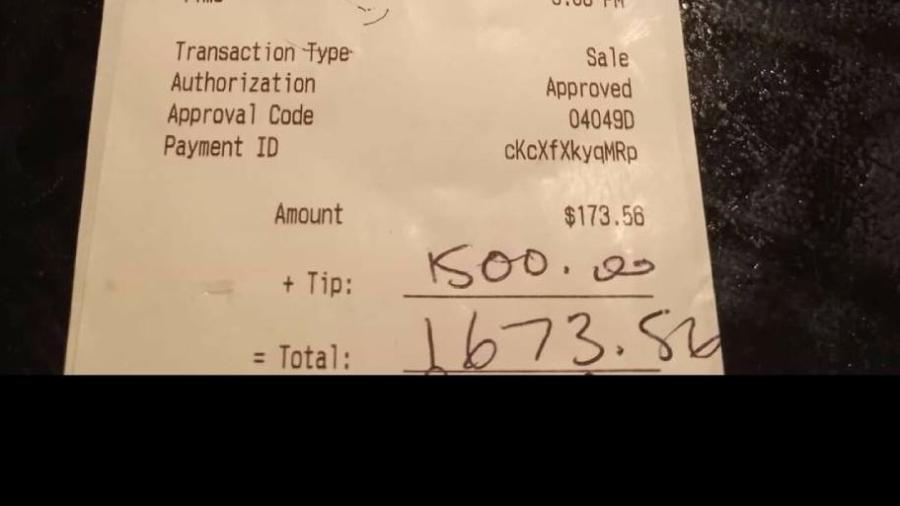 Transaction Type Sale
Authorization Approved
Approval Code 04049D
Payment ID cKcXfXkyqMRp
Amount $173.56
+ Tip: 1500.00
= Total: 1673.56